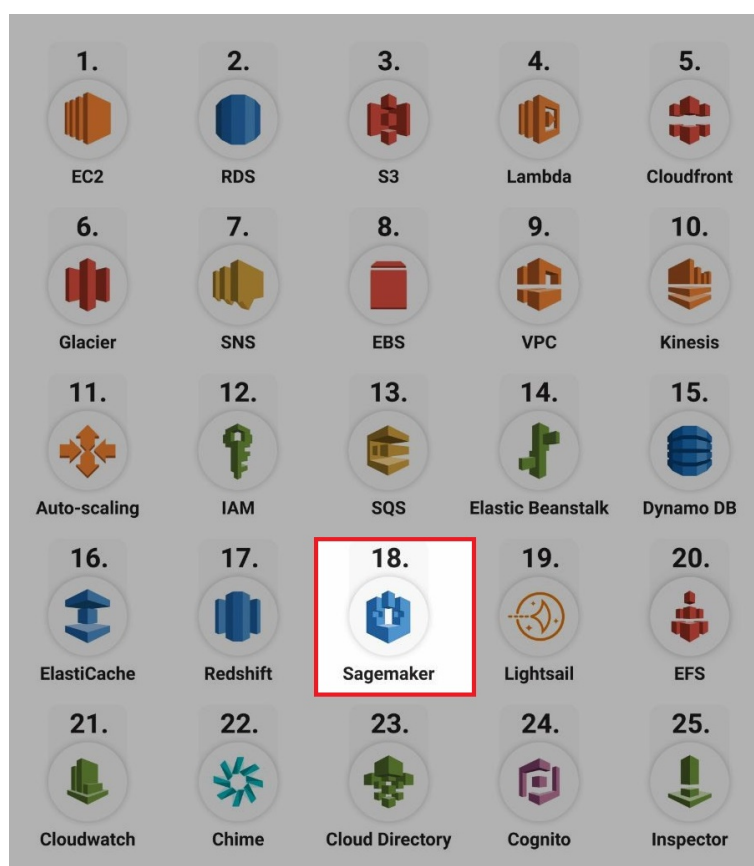 1. 2. 3. 4. 5.
EC2 RDS S3 Lambda Cloudfront
6. 7. 8. 9. 10.
Glacier SNS EBS VPC Kinesis
11. 12. 13. 14. 15.
Auto-scaling IAM SQS Elastic Beanstalk Dynamo DB
16. 17. 18. 19. 20.
ElastiCache Redshift Sagemaker Lightsail EFS
21. 22. 23. 24. 25.
Cloudwatch Chime Cloud Directory Cognito Inspector